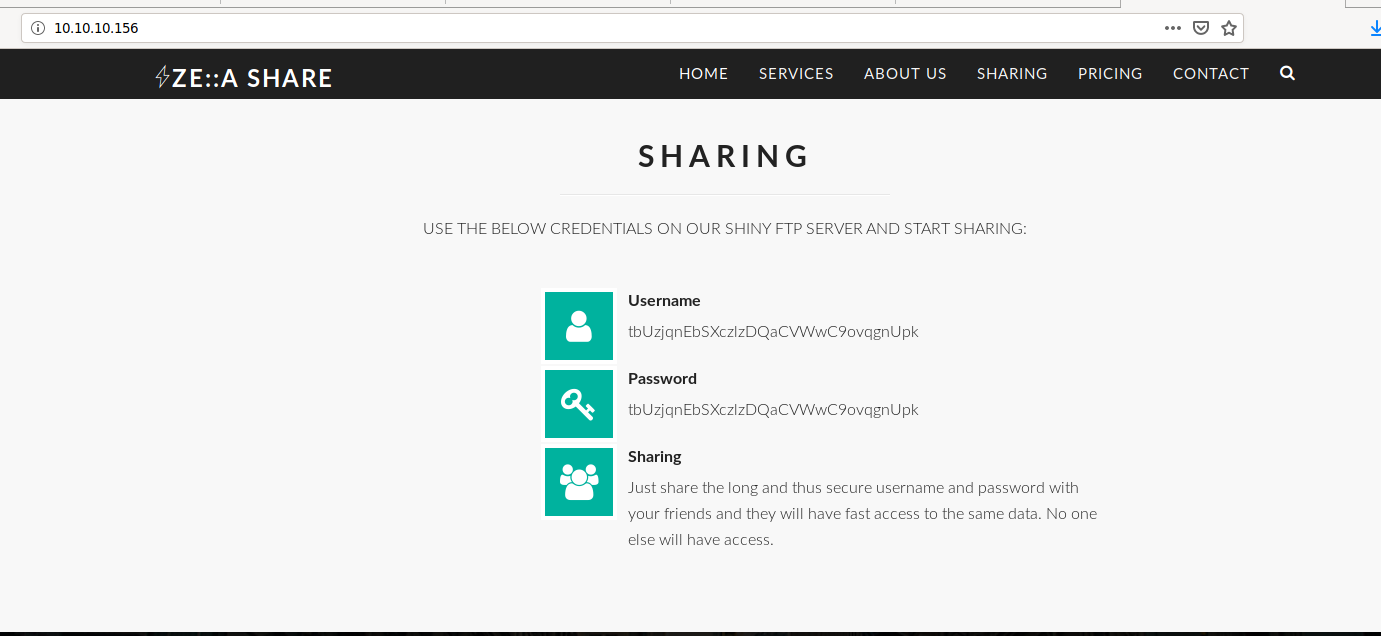 10.10.10.156
ZE::A SHARE HOME SERVICES ABOUT US SHARING PRICING CONTACT
SHARING
USE THE BELOW CREDENTIALS ON OUR SHINY FTP SERVER AND START SHARING:
Username
tbUzjqnEbSXczlzDQaCVWwC9ovqgnUpk
Password
tbUzjqnEbSXczlzDQaCVWwC9ovqgnUpk
Sharing
Just share the long and thus secure username and password with
your friends and they will have fast access to the same data. No one
else will have access.